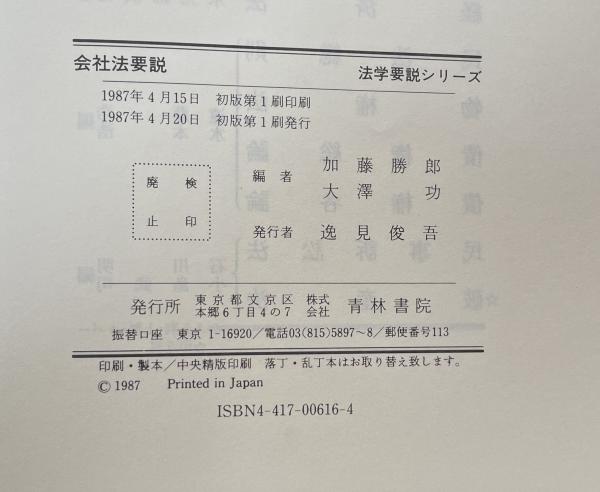 会社法要説 法学要説シリーズ
1987年4月15日 初版第1刷印刷
1987年4月20日 初版第1刷発行
検印
廃止
編者 加藤勝郎
大澤功
発行者 逸見俊吾
発行所 東京都文京区本郷6丁目4の7 株式会社 青林書院
振替口座 東京 1-16920/電話03(815)5897~8/郵便番号113
印刷・製本/中央精版印刷 落丁・乱丁本はお取り替え致します。
© 1987 Printed in Japan
ISBN4-417-00616-4